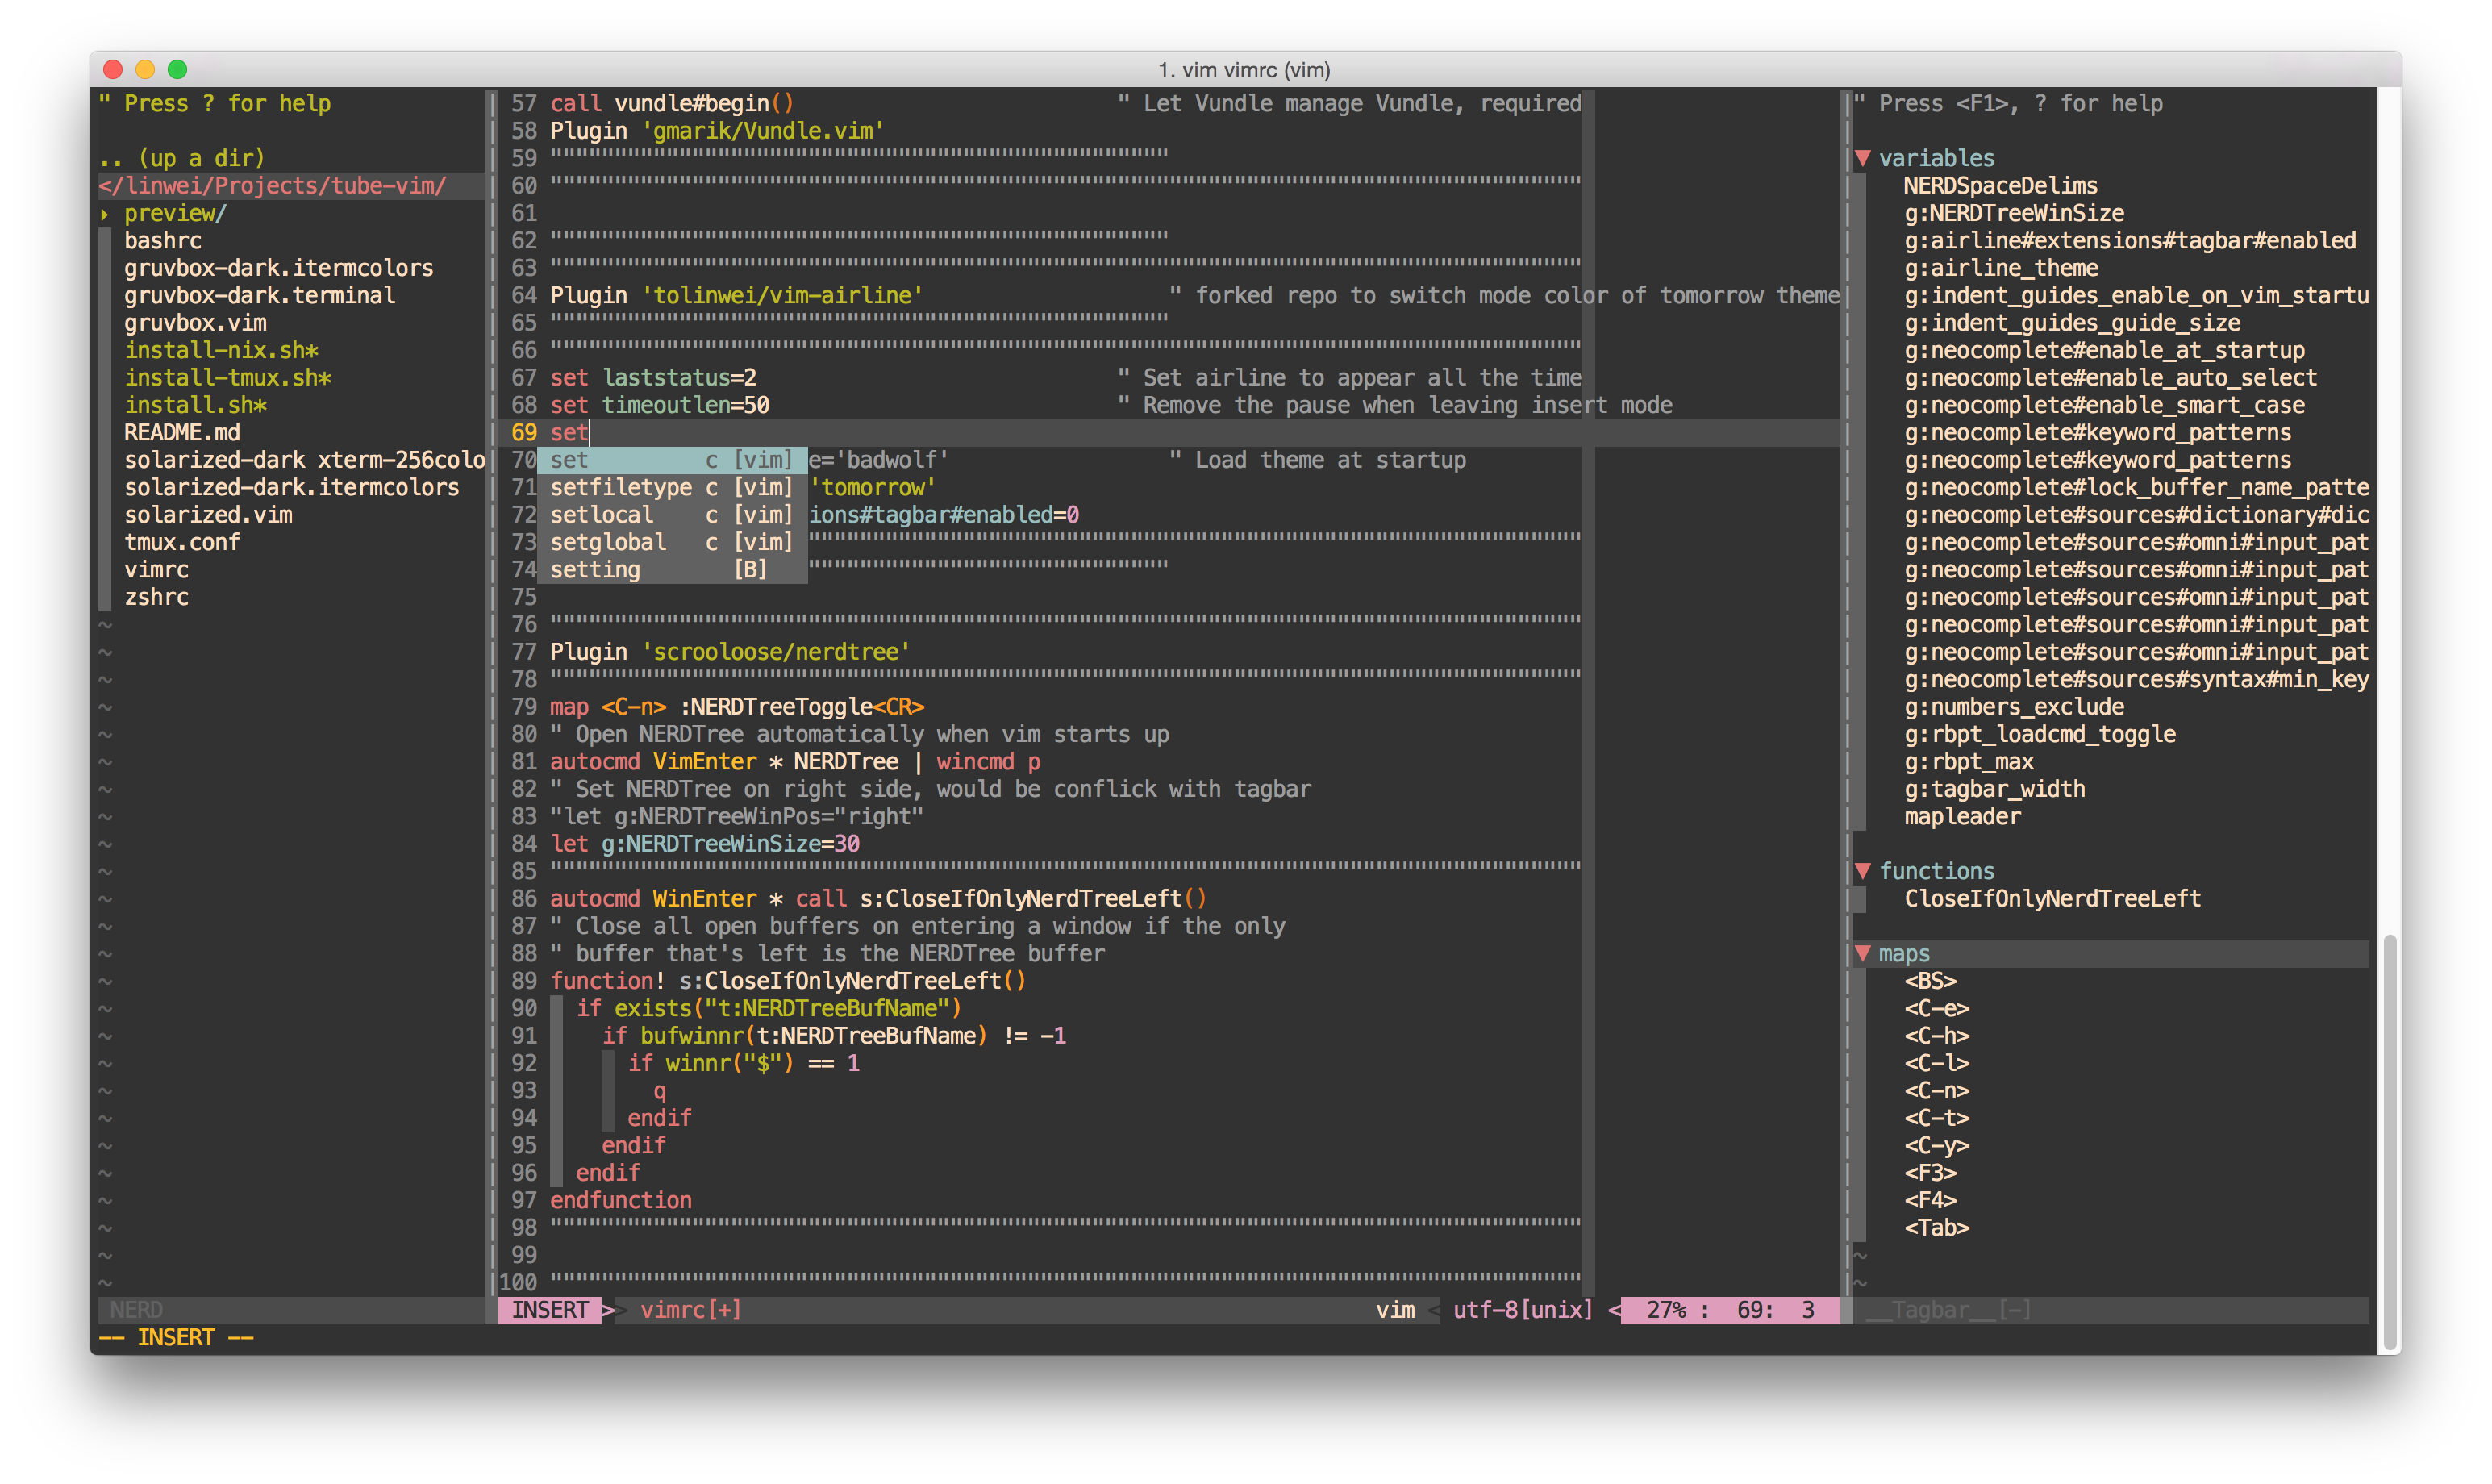 1. vim vimrc (vim)
" Press ? for help
.. (up a dir)
</linwei/Projects/tube-vim/
▸ preview/
bashrc
gruvbox-dark.itermcolors
gruvbox-dark.terminal
gruvbox.vim
install-nix.sh*
install-tmux.sh*
install.sh*
README.md
solarized-dark xterm-256colo
solarized-dark.itermcolors
solarized.vim
tmux.conf
vimrc
zshrc
NERD
57 call vundle#begin() " Let Vundle manage Vundle, required
58 Plugin 'gmarik/Vundle.vim'
59 """"""""""""""""""""""""""""""""""""""""""""""""
60 """"""""""""""""""""""""""""""""""""""""""""""""""""""""""""""""""""""""""""""""
61
62 """"""""""""""""""""""""""""""""""""""""""""""""
63 """"""""""""""""""""""""""""""""""""""""""""""""""""""""""""""""""""""""""""""""
64 Plugin 'tolinwei/vim-airline' " forked repo to switch mode color of tomorrow theme
65 """"""""""""""""""""""""""""""""""""""""""""""""
66 """"""""""""""""""""""""""""""""""""""""""""""""""""""""""""""""""""""""""""""""
67 set laststatus=2 " Set airline to appear all the time
68 set timeoutlen=50 " Remove the pause when leaving insert mode
69 set
70 set c [vim] e='badwolf' " Load theme at startup
71 setfiletype c [vim] 'tomorrow'
72 setlocal c [vim] ions#tagbar#enabled=0
73 setglobal c [vim] """"""""""""""""""""""""""""""""""""""""""""""""""""""""""""
74 setting [B] """"""""""""""""""""""""""""
75
76 """"""""""""""""""""""""""""""""""""""""""""""""""""""""""""""""""""""""""""""""
77 Plugin 'scrooloose/nerdtree'
78 """"""""""""""""""""""""""""""""""""""""""""""""""""""""""""""""""""""""""""""""
79 map <C-n> :NERDTreeToggle<CR>
80 " Open NERDTree automatically when vim starts up
81 autocmd VimEnter * NERDTree | wincmd p
82 " Set NERDTree on right side, would be conflick with tagbar
83 "let g:NERDTreeWinPos="right"
84 let g:NERDTreeWinSize=30
85 """"""""""""""""""""""""""""""""""""""""""""""""""""""""""""""""""""""""""""""""
86 autocmd WinEnter * call s:CloseIfOnlyNerdTreeLeft()
87 " Close all open buffers on entering a window if the only
88 " buffer that's left is the NERDTree buffer
89 function! s:CloseIfOnlyNerdTreeLeft()
90 if exists("t:NERDTreeBufName")
91 if bufwinnr(t:NERDTreeBufName) != -1
92 if winnr("$") == 1
93 q
94 endif
95 endif
96 endif
97 endfunction
98 """"""""""""""""""""""""""""""""""""""""""""""""""""""""""""""""""""""""""""""""
99
100 """"""""""""""""""""""""""""""""""""""""""""""""""""""""""""""""""""""""""""""""
INSERT >> vimrc[+] vim < utf-8[unix] < 27% : 69: 3
" Press <F1>, ? for help
▼ variables
NERDSpaceDelims
g:NERDTreeWinSize
g:airline#extensions#tagbar#enabled
g:airline_theme
g:indent_guides_enable_on_vim_startu
g:indent_guides_guide_size
g:neocomplete#enable_at_startup
g:neocomplete#enable_auto_select
g:neocomplete#enable_smart_case
g:neocomplete#keyword_patterns
g:neocomplete#keyword_patterns
g:neocomplete#lock_buffer_name_patte
g:neocomplete#sources#dictionary#dic
g:neocomplete#sources#omni#input_pat
g:neocomplete#sources#omni#input_pat
g:neocomplete#sources#omni#input_pat
g:neocomplete#sources#omni#input_pat
g:neocomplete#sources#omni#input_pat
g:neocomplete#sources#syntax#min_key
g:numbers_exclude
g:rbpt_loadcmd_toggle
g:rbpt_max
g:tagbar_width
mapleader
▼ functions
CloseIfOnlyNerdTreeLeft
▼ maps
<BS>
<C-e>
<C-h>
<C-l>
<C-n>
<C-t>
<C-y>
<F3>
<F4>
<Tab>
__Tagbar__[-]
-- INSERT --